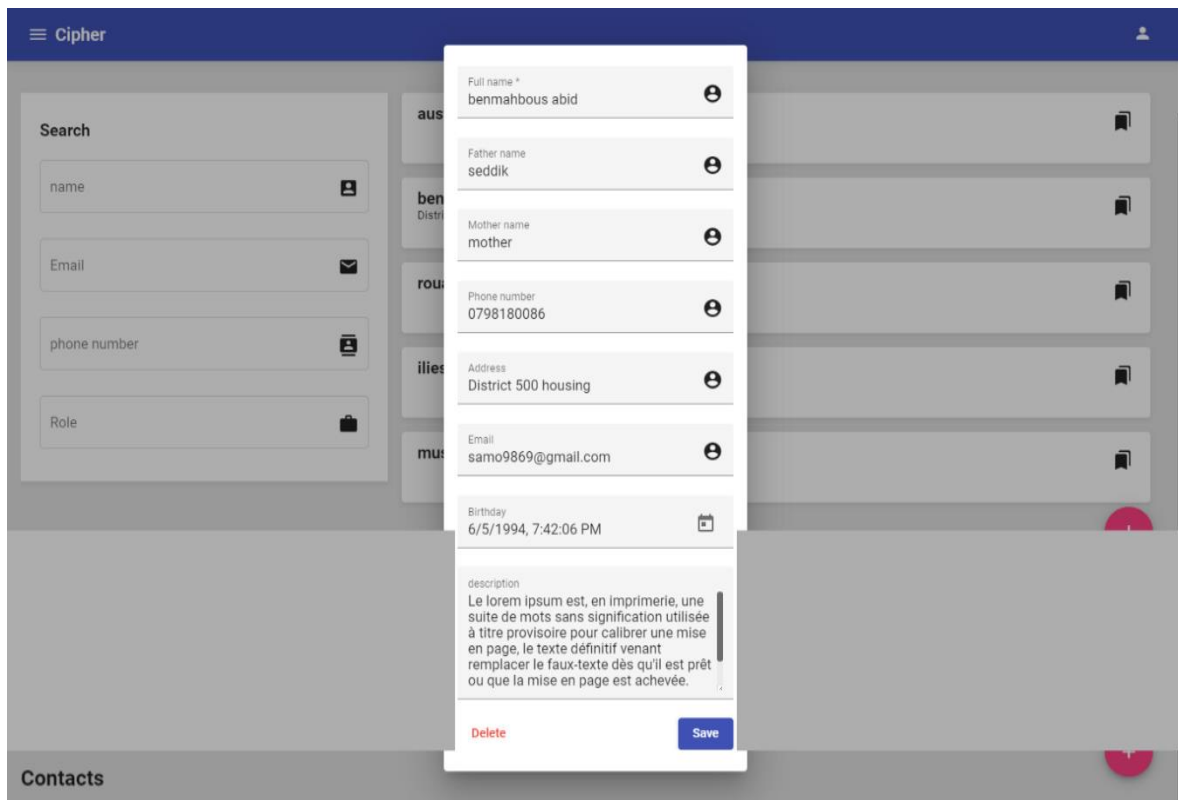 Cipher
Search
name
Email
phone number
Role
aus
ben
Distri
roua
ilies
mus
Full name *
benmahbous abid
Father name
seddik
Mother name
mother
Phone number
0798180086
Address
District 500 housing
Email
samo9869@gmail.com
Birthday
6/5/1994, 7:42:06 PM
description
Le lorem ipsum est, en imprimerie, une
suite de mots sans signification utilisée
à titre provisoire pour calibrer une mise
en page, le texte définitif venant
remplacer le faux-texte dès qu'il est prêt
ou que la mise en page est achevée.
Delete
Save
Contacts